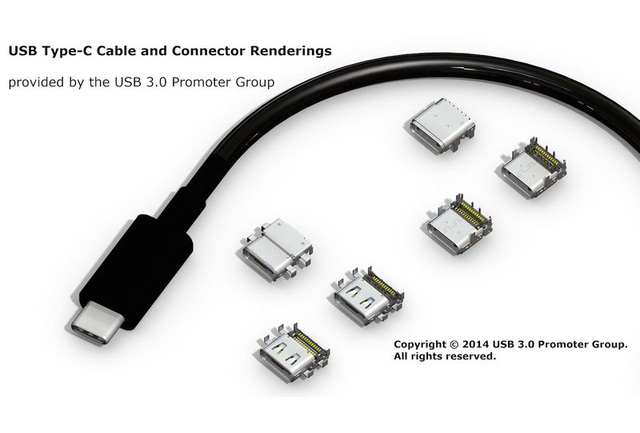 USB Type-C Cable and Connector Renderings
provided by the USB 3.0 Promoter Group
Copyright © 2014 USB 3.0 Promoter Group.
All rights reserved.